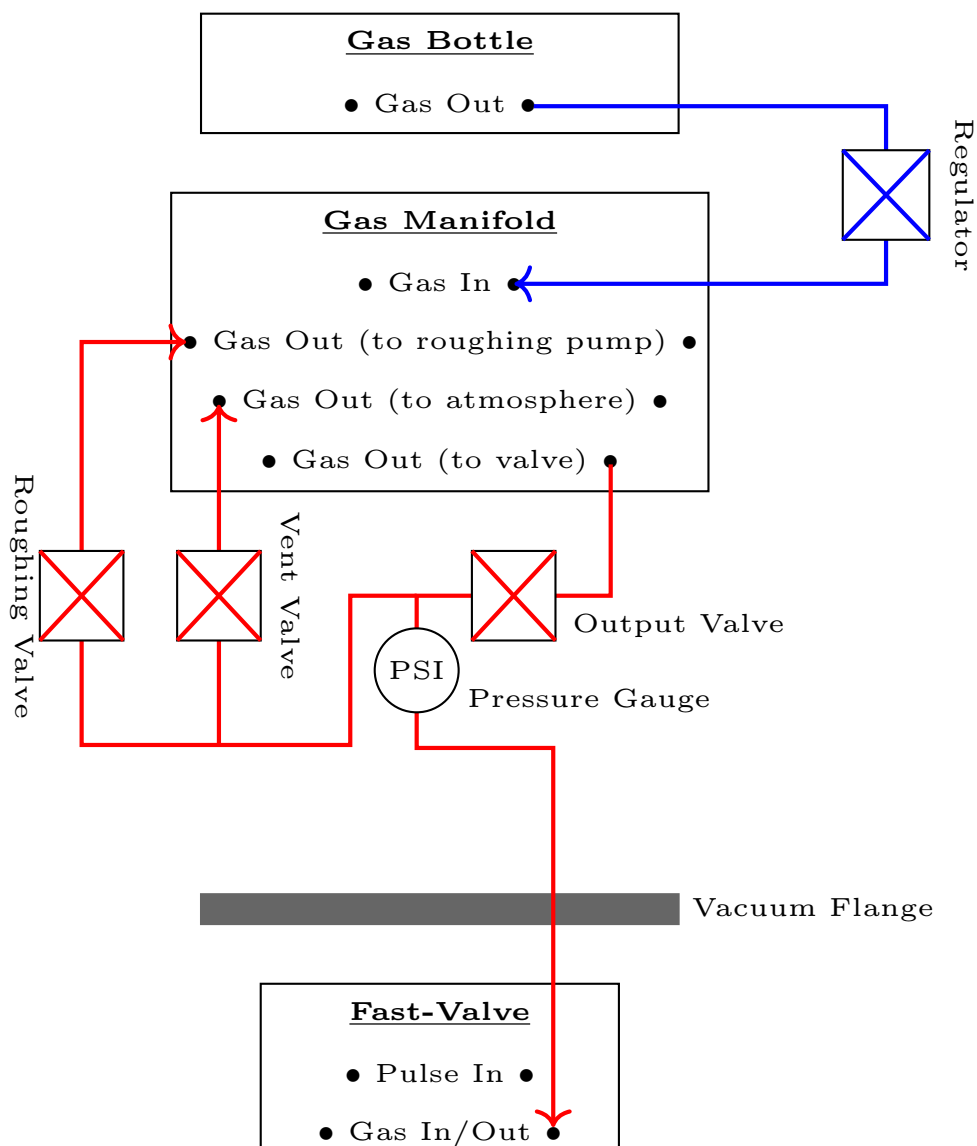 Gas Bottle
Gas Out
Regulator
Gas Manifold
Gas In
Gas Out (to roughing pump)
Gas Out (to atmosphere)
Gas Out (to valve)
Roughing Valve
Vent Valve
Output Valve
PSI
Pressure Gauge
Vacuum Flange
Fast-Valve
Pulse In
Gas In/Out